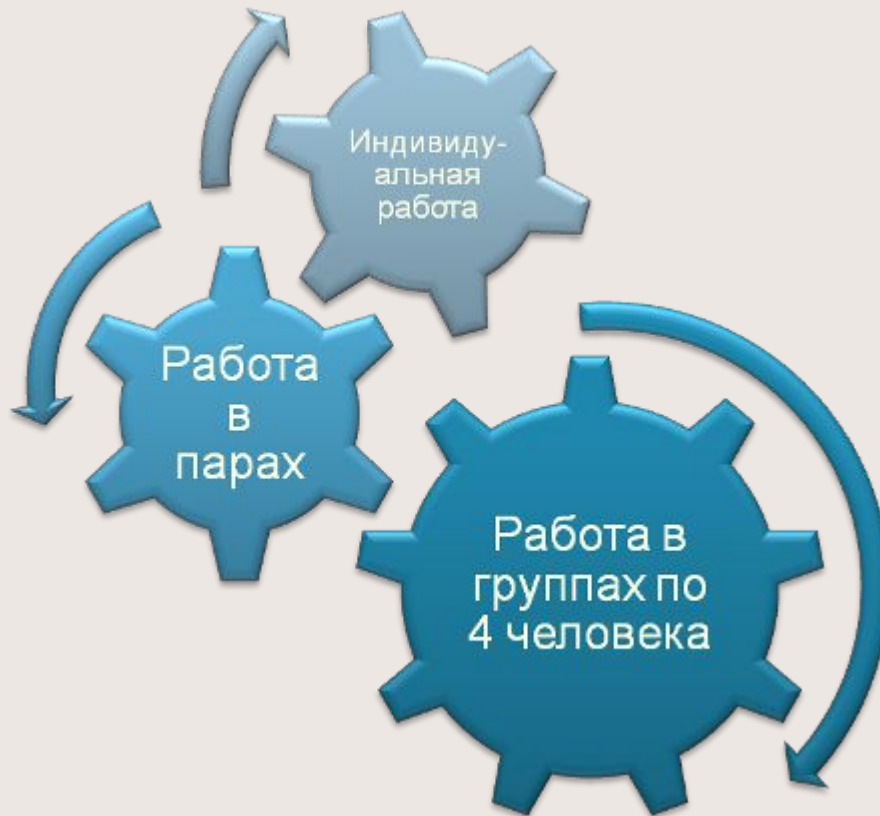 Индивиду-
альная
работа
Работа
в
парах
Работа в
группах по
4 человека